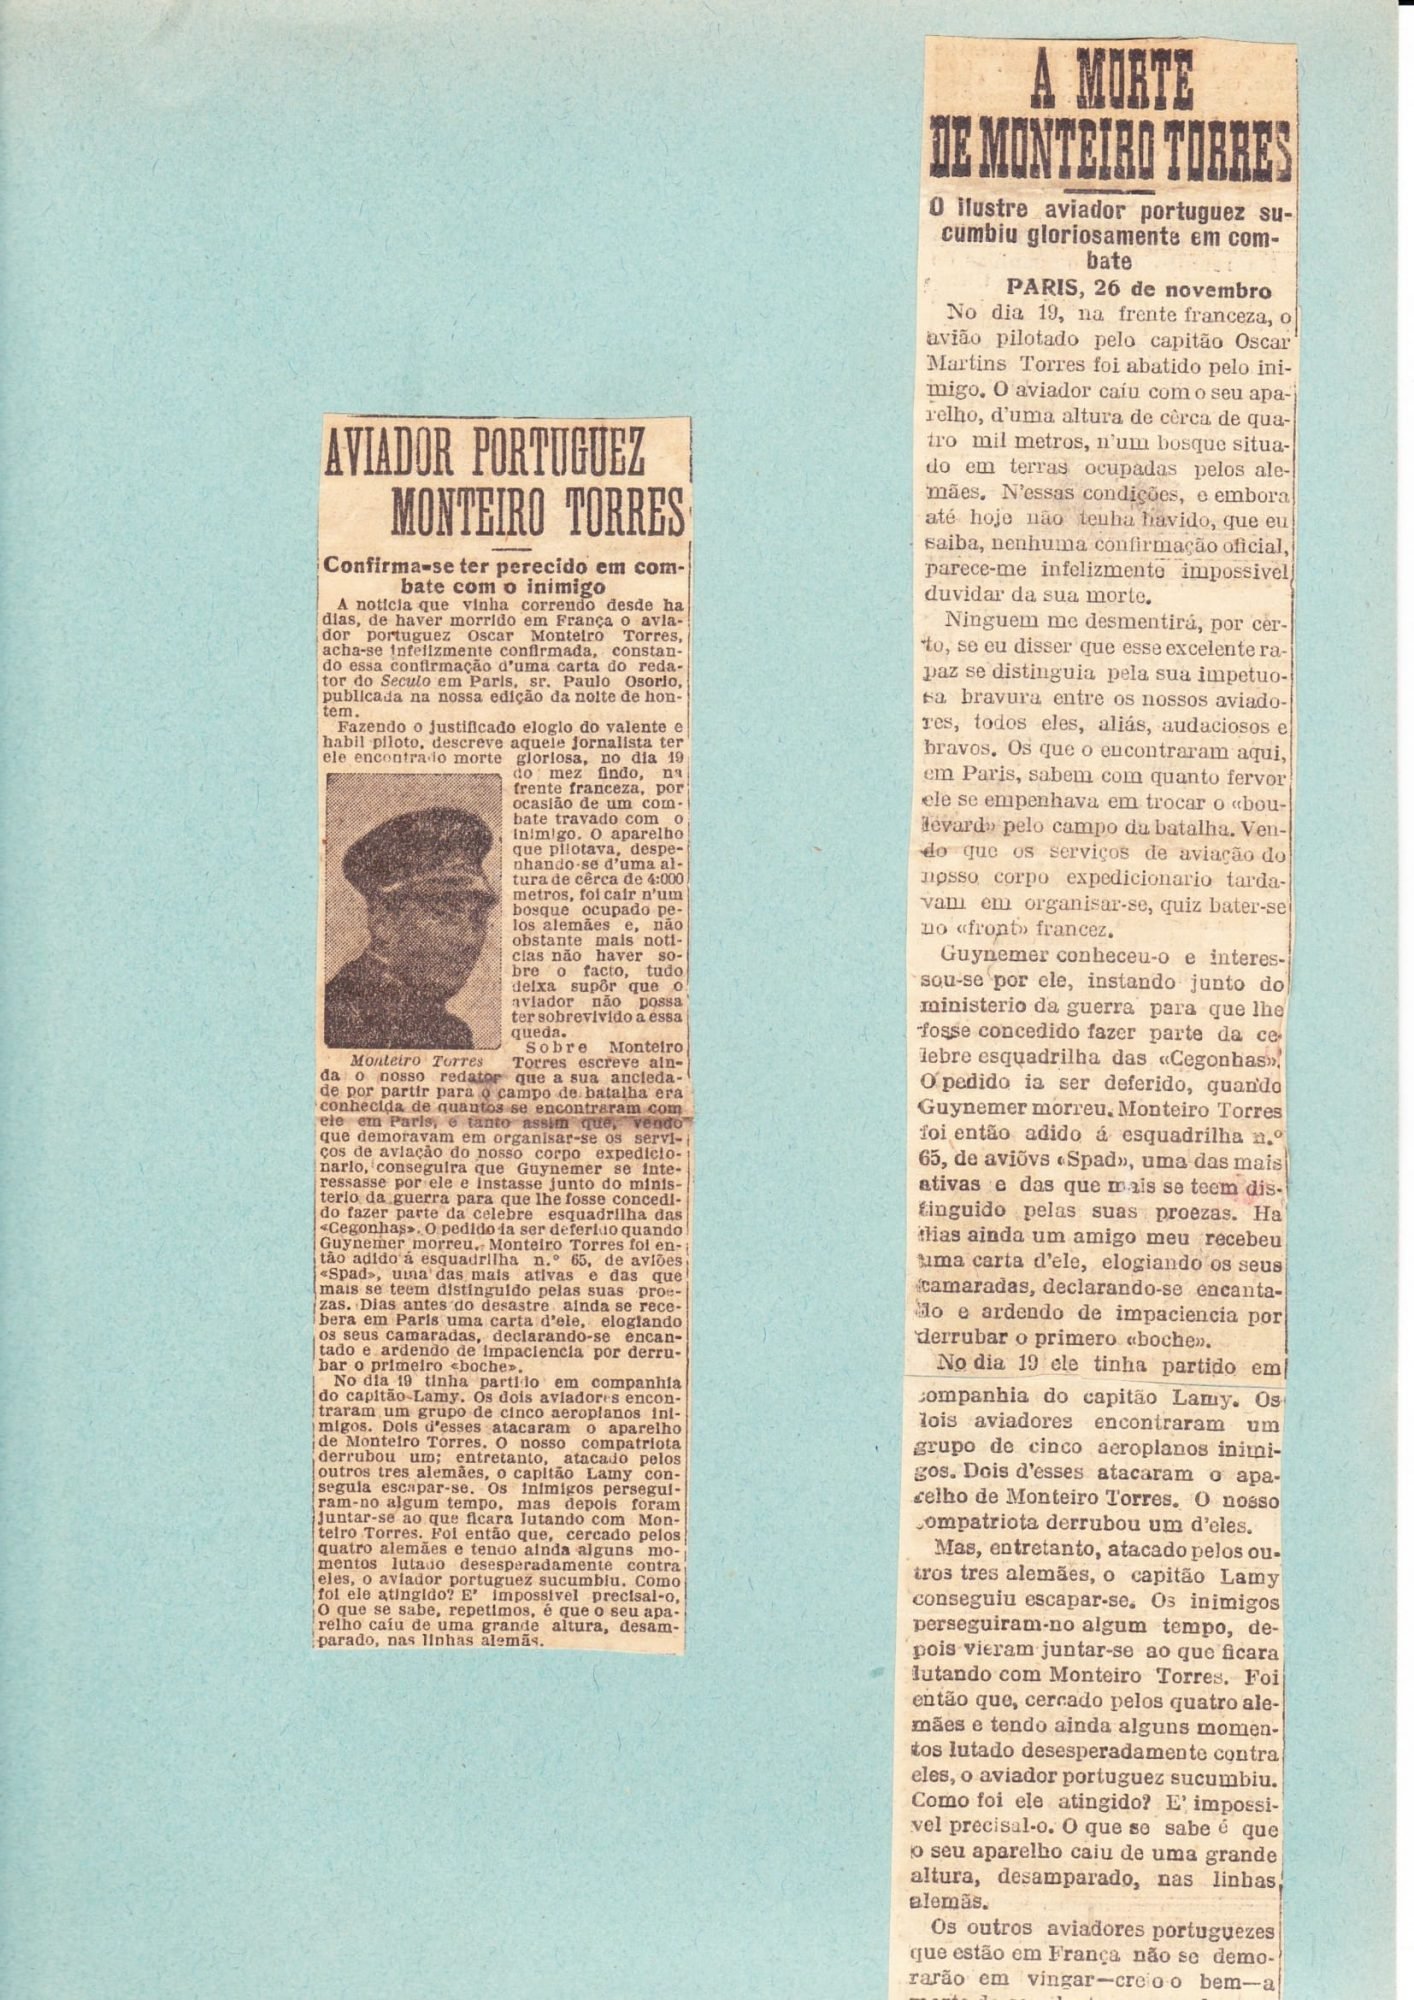 AVIADOR PORTUGUEZ
MONTEIRO TORRES
Confirma-se ter perecido em com-
bate com o inimigo
A noticia que vinha correndo desde ha
dias, de haver morrido em França o avia-
dor portuguez Oscar Monteiro Torres,
acha-se infelizmente confirmada, constan-
do essa confirmação d'uma carta do reda-
tor do Seculo em Paris, sr. Paulo Osorio,
publicada na nossa edição da noite de hon-
tem.
Fazendo o justificado elogio do valente e
habil piloto, descreve aquele jornalista ter
ele encontrado morte gloriosa, no dia 19
do mez findo, na
frente franceza, por
ocasião de um com-
bate travado com o
inimigo. O aparelho
que pilotava, despe-
nhando-se d'uma al-
tura de cêrca de 4:000
metros, foi cair n'um
bosque ocupado pe-
los alemães e, não
obstante mais noti-
cias não haver so-
bre o facto, tudo
deixa supôr que o
aviador não possa
ter sobrevivido a essa
queda.
Sobre Monteiro
Monteiro Torres
Torres escreve ain-
da o nosso redator que a sua anciedа-
de por partir para o campo de batalha era
conhecida de quantos se encontraram com
ele em Paris, e tanto assim que, vendo
que demoravam em organisar-se os servi-
ços de aviação do nosso corpo expedicio-
nario, conseguira que Guynemer se inte-
ressasse por ele e instasse junto do minis-
terio da guerra para que lhe fosse concedi-
do fazer parte da celebre esquadrilha das
«Cegonhas». O pedido ia ser deferido quando
Guynemer morreu. Monteiro Torres foi en-
tão adido á esquadrilha n.º 65, de aviões
«Spad», uma das mais ativas e das que
mais se teem distinguido pelas suas proe-
zas. Dias antes do desastre ainda se rece-
bera em Paris uma carta d'ele, elogiando
os seus camaradas, declarando-se encan-
tado e ardendo de impaciencia por derru-
bar o primeiro «boche».
No dia 19 tinha partido em companhia
do capitão Lamy. Os dois aviadores encon-
traram um grupo de cinco aeroplanos ini-
migos. Dois d'esses atacaram o aparelho
de Monteiro Torres. O nosso compatriota
derrubou um; entretanto, atacado pelos
outros tres alemães, o capitão Lamy con-
seguia escapar-se. Os inimigos persegui-
ram-no algum tempo, mas depois foram
juntar-se ao que ficara lutando com Mon-
teiro Torres. Foi então que, cercado pelos
quatro alemães e tendo ainda alguns mo-
mentos lutado desesperadamente contra
eles, o aviador portuguez sucumbiu. Como
foi ele atingido? E' impossivel precisal-o,
O que se sabe, repetimos, é que o seu apa-
relho caíu de uma grande altura, desam-
parado, nas linhas alemãs.
A MORTE
DE MONTEIRO TORRES
O ilustre aviador portuguez su-
cumbiu gloriosamente em com-
bate
PARIS, 26 de novembro
No dia 19, na frente franceza, o
avião pilotado pelo capitão Oscar
Martins Torres foi abatido pelo ini-
migo. O aviador caíu com o seu apa-
relho, d'uma altura de cêrca de qua-
tro mil metros, n'um bosque situa-
do em terras ocupadas pelos ale-
mães. N'essas condições, e embora
até hoje não tenha havido, que eu
saiba, nenhuma confirmação oficial,
parece-me infelizmente impossivel
duvidar da sua morte.
Ninguem me desmentirá, por cer-
to, se eu disser que esse excelente ra-
paz se distinguia pela sua impetuo-
sa bravura entre os nossos aviado-
res, todos eles, aliás, audaciosos e
bravos. Os que o encontraram aqui,
em Paris, sabem com quanto fervor
ele se empenhava em trocar o «bou-
levard» pelo campo da batalha. Ven-
do que os serviços de aviação do
nosso corpo expedicionario tarda-
vam em organisar-se, quiz bater-se
no «front» francez.
Guynemer conheceu-o e interes-
sou-se por ele, instando junto do
ministerio da guerra para que lhe
fosse concedido fazer parte da ce-
lebre esquadrilha das «Cegonhas».
O pedido ia ser deferido, quando
Guynemer morreu. Monteiro Torres
foi então adido á esquadrilha n.º
65, de aviõvs «Spad», uma das mais
ativas e das que mais se teem dis-
tinguido pelas suas proezas. Ha
dias ainda um amigo meu recebeu
uma carta d'ele, elogiando os seus
camaradas, declarando-se encanta-
do e ardendo de impaciencia por
derrubar o primero «boche».
No dia 19 ele tinha partido em
companhia do capitão Lamy. Os
dois aviadores encontraram um
grupo de cinco aeroplanos inimi-
gos. Dois d'esses atacaram o apa-
relho de Monteiro Torres. O nosso
compatriota derrubou um d'eles.
Mas, entretanto, atacado pelos ou-
tros tres alemães, o capitão Lamy
conseguiu escapar-se. Os inimigos
perseguiram-no algum tempo, de-
pois vieram juntar-se ao que ficara
lutando com Monteiro Torres. Foi
então que, cercado pelos quatro ale-
mães e tendo ainda alguns momen-
tos lutado desesperadamente contra
eles, o aviador portuguez sucumbiu.
Como foi ele atingido? E' impossi-
vel precisal-o. O que se sabe é que
o seu aparelho caiu de uma grande
altura, desamparado, nas linhas
alemãs.
Os outros aviadores portuguezes
que estão em França não se demo-
rarão em vingar—creio o bem—a